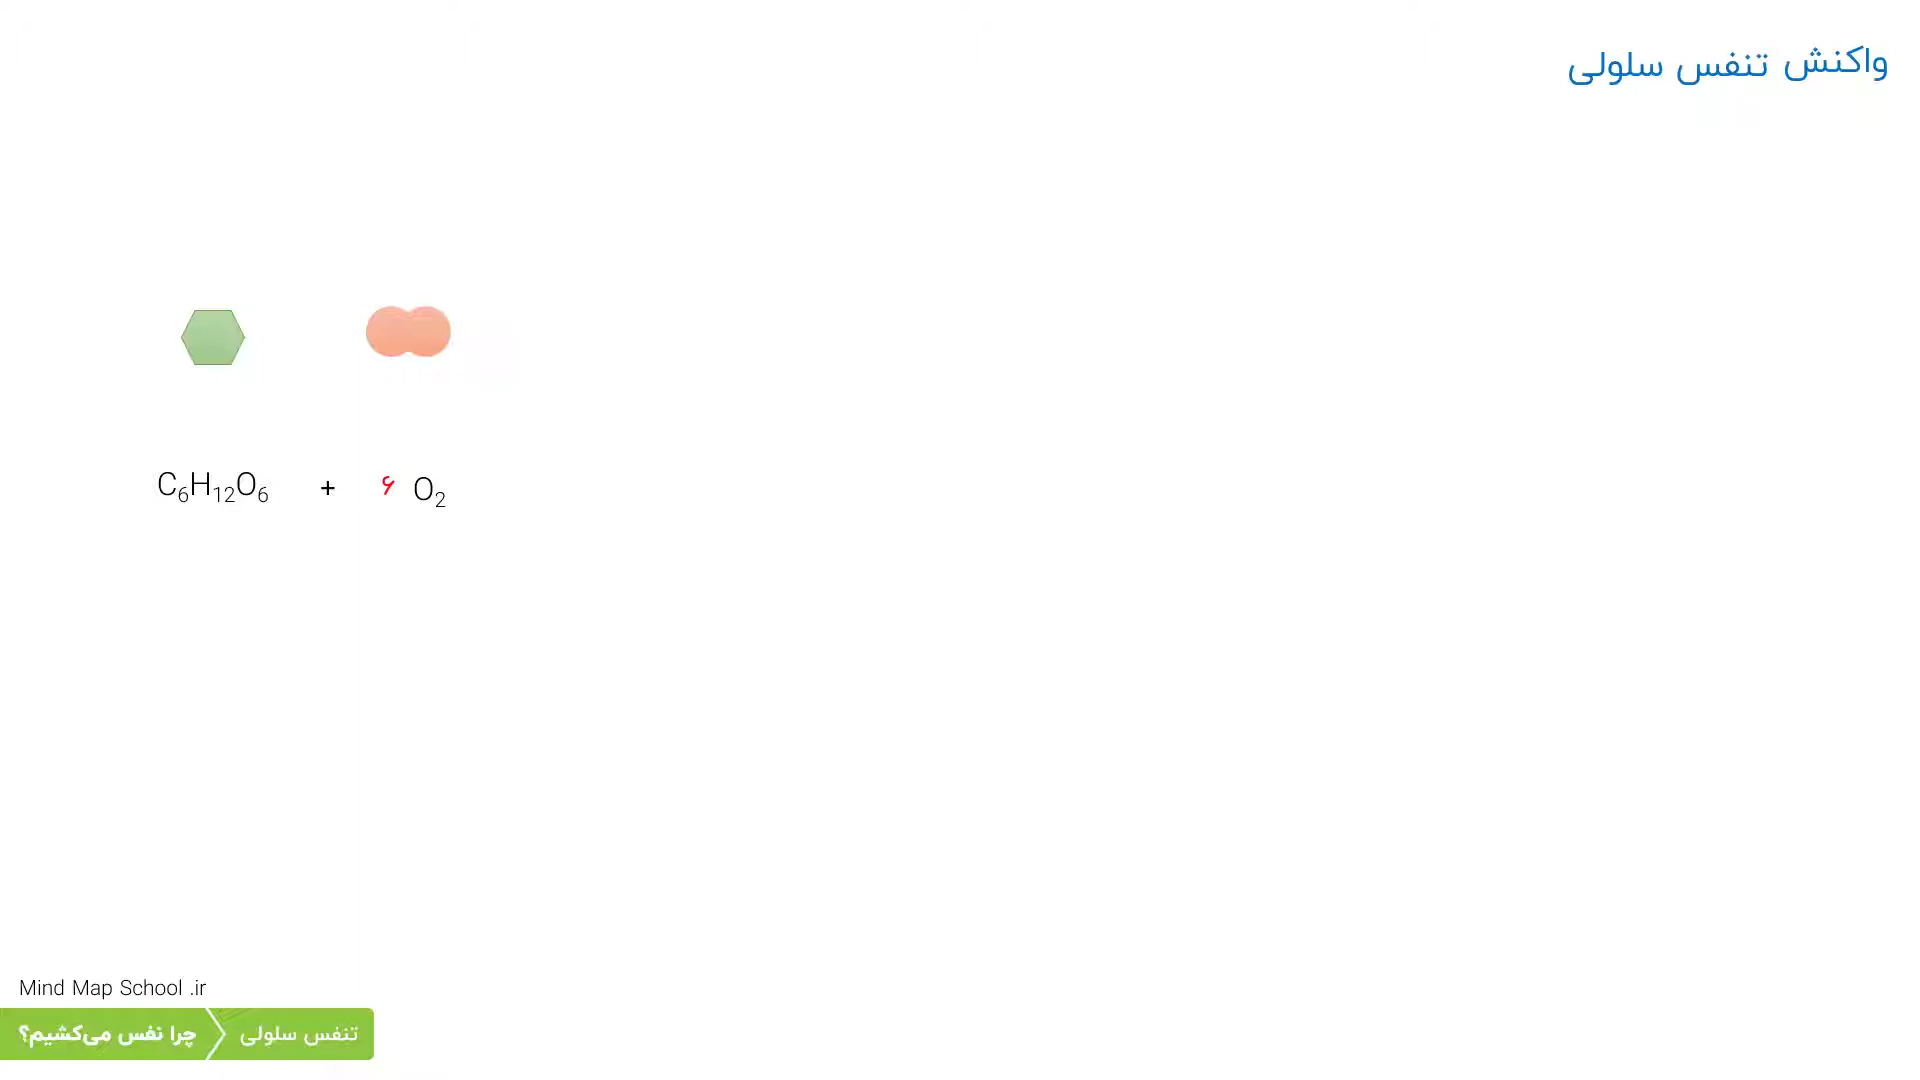 واکنش تنفس سلولی
C₆H₁₂O₆ + ۶ O₂
Mind Map School .ir
تنفس سلولی
چرا نفس می‌کشیم؟